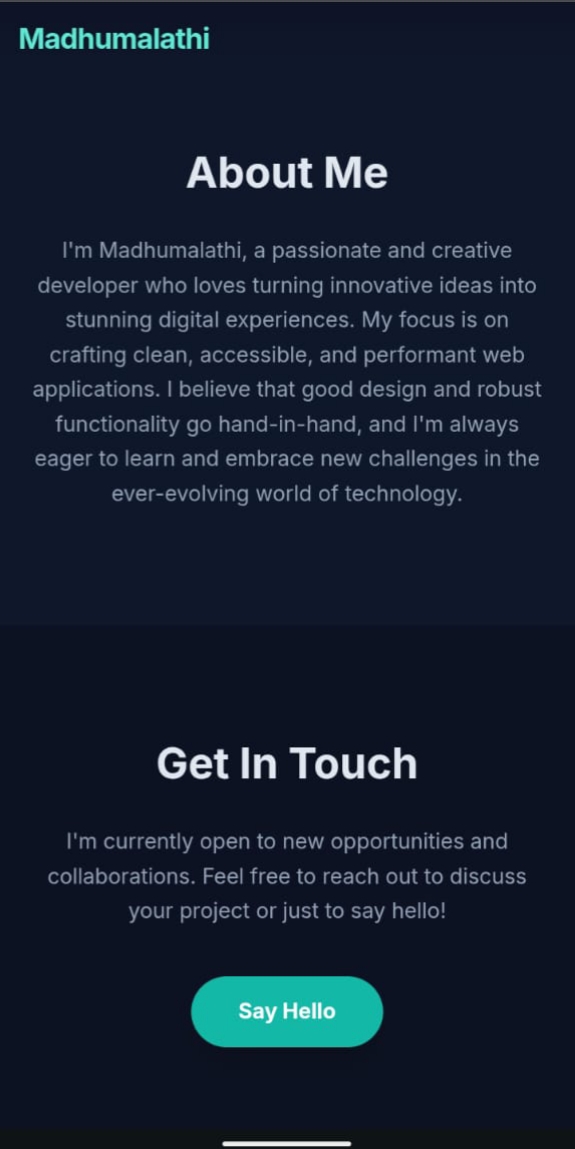 Madhumalathi
About Me
I'm Madhumalathi, a passionate and creative
developer who loves turning innovative ideas into
stunning digital experiences. My focus is on
crafting clean, accessible, and performant web
applications. I believe that good design and robust
functionality go hand-in-hand, and I'm always
eager to learn and embrace new challenges in the
ever-evolving world of technology.
Get In Touch
I'm currently open to new opportunities and
collaborations. Feel free to reach out to discuss
your project or just to say hello!
Say Hello